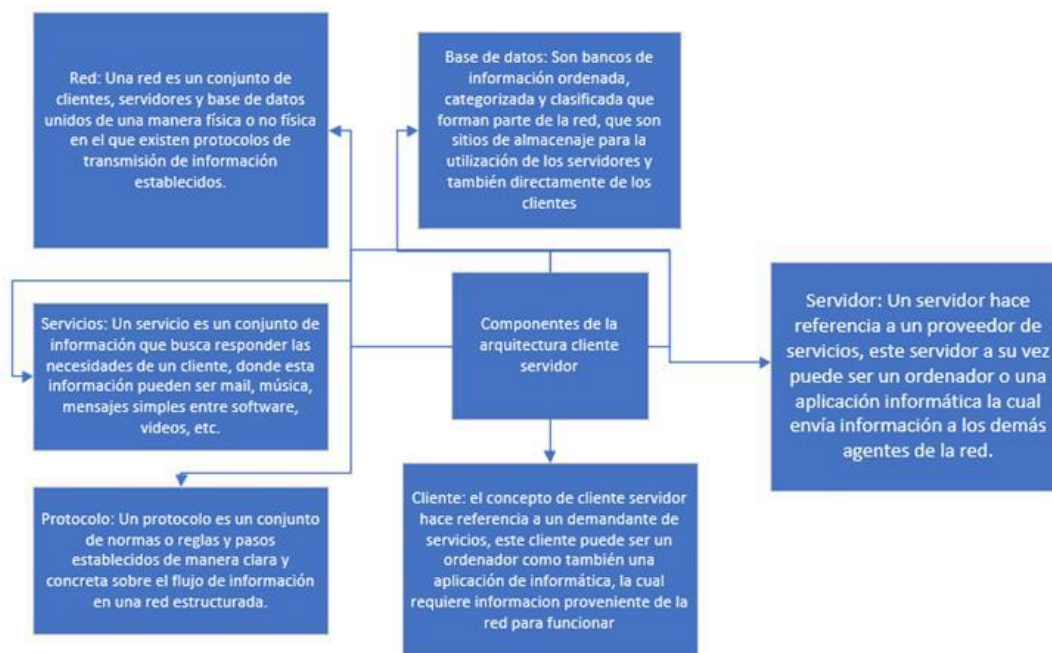 Red: Una red es un conjunto de
clientes, servidores y base de datos
unidos de una manera física o no física
en el que existen protocolos de
transmisión de información
establecidos.
Base de datos: Son bancos de
información ordenada,
categorizada y clasificada que
forman parte de la red, que son
sitios de almacenaje para la
utilización de los servidores y
también directamente de los
clientes
Servicios: Un servicio es un conjunto de
información que busca responder las
necesidades de un cliente, donde esta
información pueden ser mail, música,
mensajes simples entre software,
videos, etc.
Componentes de la
arquitectura cliente
servidor
Servidor: Un servidor hace
referencia a un proveedor de
servicios, este servidor a su vez
puede ser un ordenador o una
aplicación informática la cual
envía información a los demás
agentes de la red.
Protocolo: Un protocolo es un conjunto
de normas o reglas y pasos
establecidos de manera clara y
concreta sobre el flujo de información
en una red estructurada.
Cliente: el concepto de cliente servidor
hace referencia a un demandante de
servicios, este cliente puede ser un
ordenador como también una
aplicación de informática, la cual
requiere informacion proveniente de la
red para funcionar